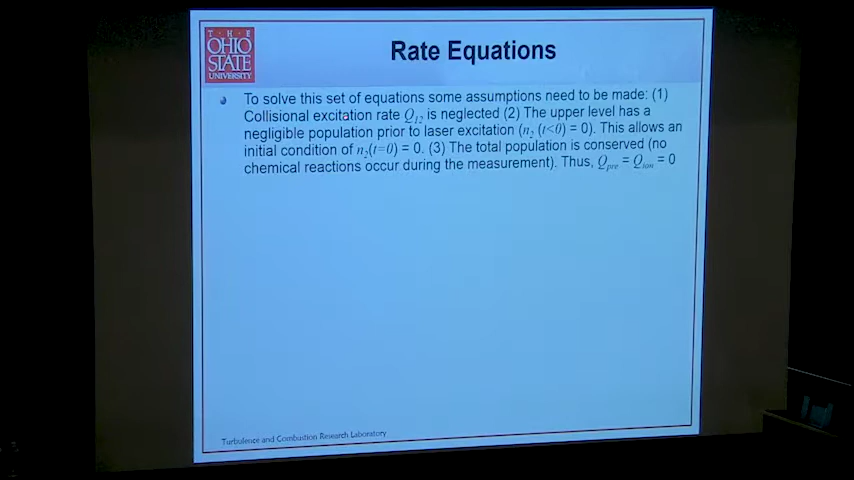 T · H · E
OHIO
STATE
UNIVERSITY
Rate Equations
To solve this set of equations some assumptions need to be made: (1)
Collisional excitation rate Q12 is neglected (2) The upper level has a
negligible population prior to laser excitation (n2 (t<0) = 0). This allows an
initial condition of n2(t=0) = 0. (3) The total population is conserved (no
chemical reactions occur during the measurement). Thus, Qpre = Qion = 0
Turbulence and Combustion Research Laboratory